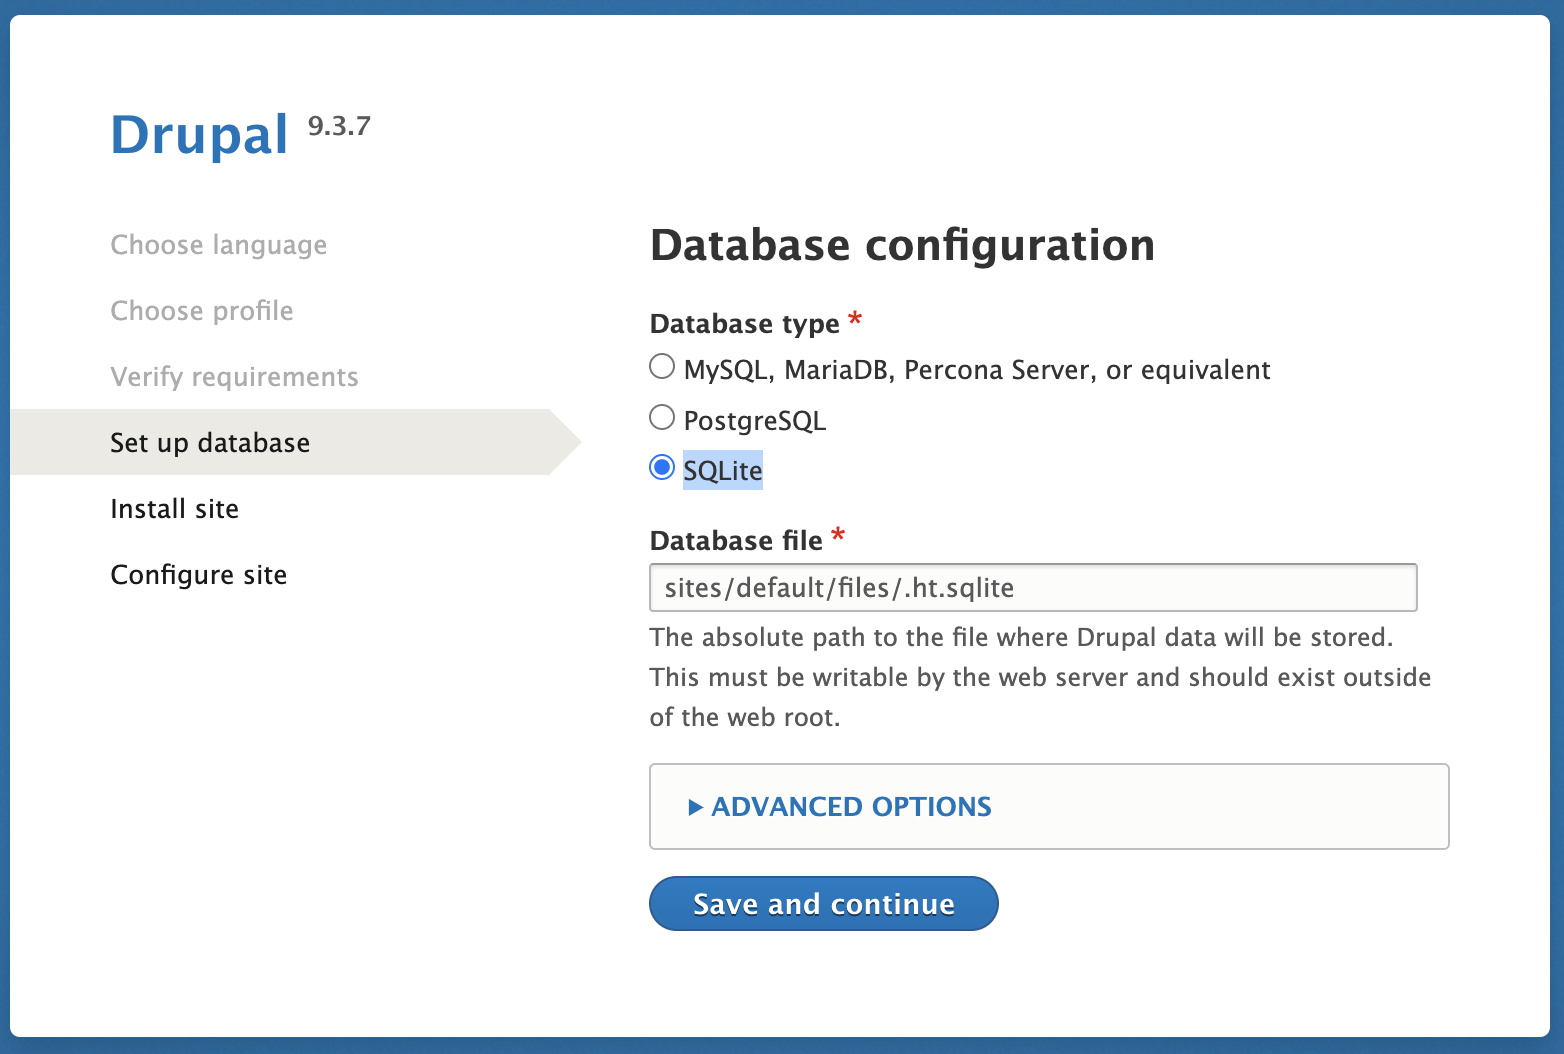 Drupal 9.3.7
Choose language
Choose profile
Verify requirements
Set up database
Install site
Configure site
Database configuration
Database type *
MySQL, MariaDB, Percona Server, or equivalent
PostgreSQL
SQLite
Database file *
sites/default/files/.ht.sqlite
The absolute path to the file where Drupal data will be stored.
This must be writable by the web server and should exist outside
of the web root.
ADVANCED OPTIONS
Save and continue